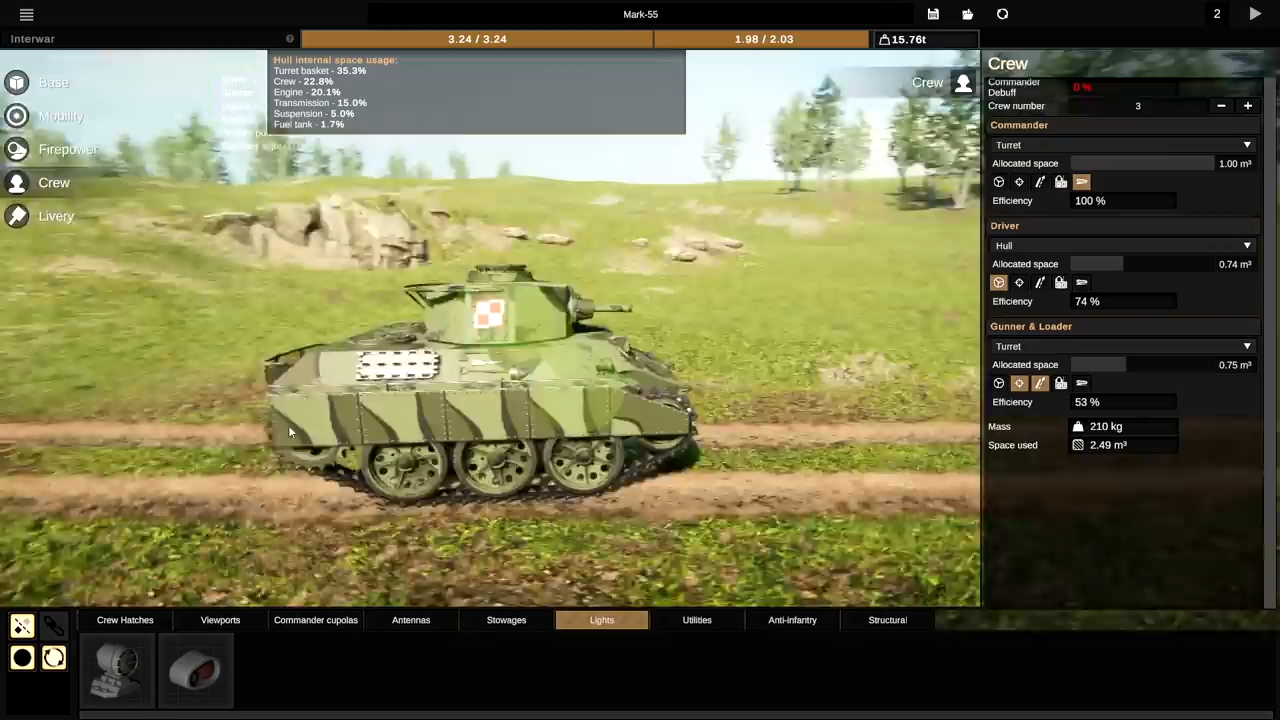 Mark-55
2
Interwar
3.24 / 3.24
1.98 / 2.03
15.76t
Hull internal space usage:
Turret basket - 35.3%
Crew - 22.8%
Engine - 20.1%
Transmission - 15.0%
Suspension - 5.0%
Fuel tank - 1.7%
Base
Mobility
Firepower
Crew
Livery
Crew
Crew
Commander Debuff
0 %
Crew number
3
Commander
Turret
Allocated space
1.00 m³
Efficiency
100 %
Driver
Hull
Allocated space
0.74 m³
Efficiency
74 %
Gunner & Loader
Turret
Allocated space
0.75 m³
Efficiency
53 %
Mass
210 kg
Space used
2.49 m³
Crew Hatches
Viewports
Commander cupolas
Antennas
Stowages
Lights
Utilities
Anti-infantry
Structural